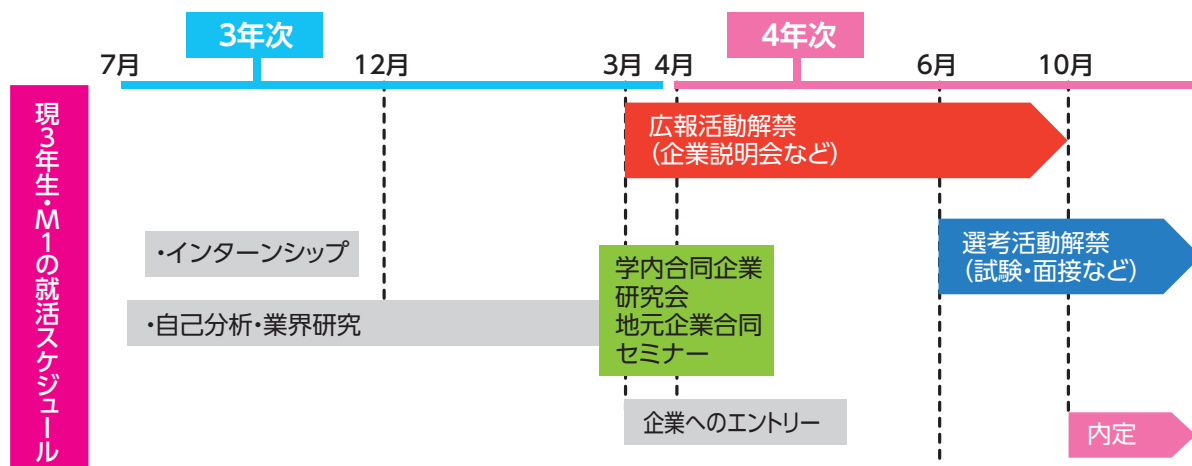 3年次
4年次
7月
12月
3月
4月
6月
10月
現3年生・M1の就活スケジュール
広報活動解禁
（企業説明会など）
・インターンシップ
学内合同企業
研究会
地元企業合同
セミナー
選考活動解禁
（試験・面接など）
・自己分析・業界研究
企業へのエントリー
内定